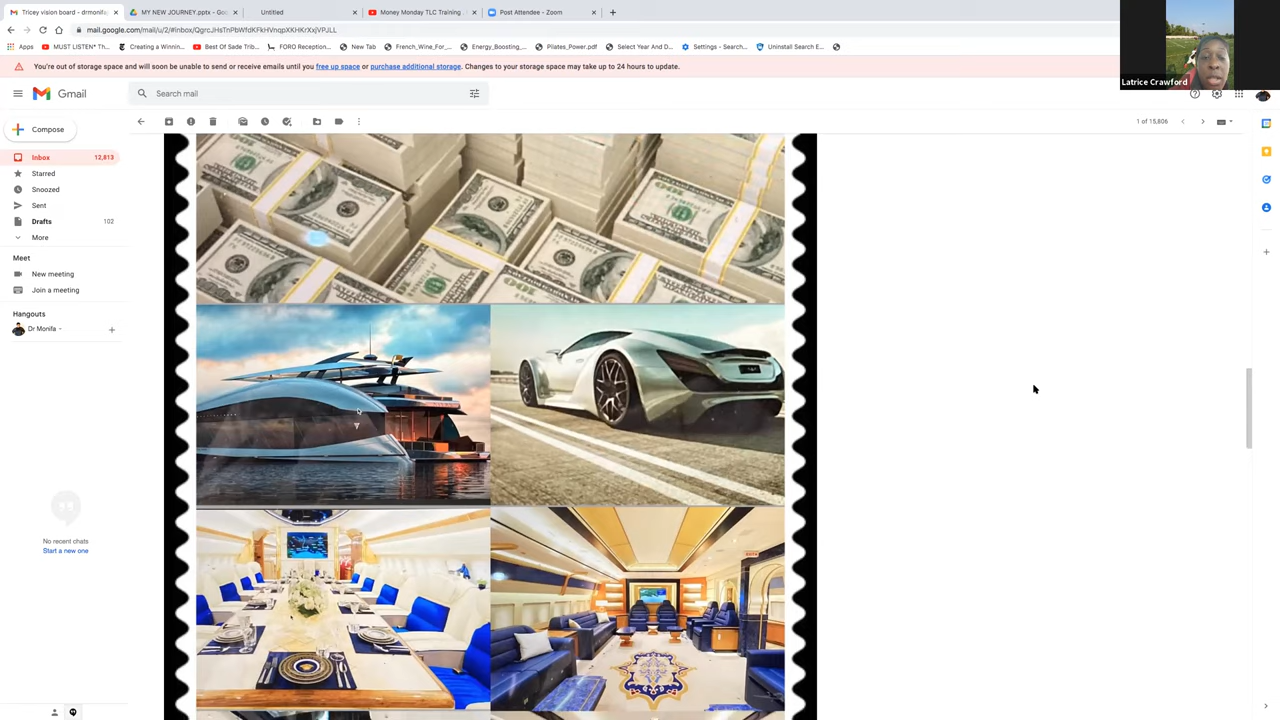 Tricey vision board - drmonifa
MY NEW JOURNEY.pptx - Goo
Untitled
Money Monday TLC Training
Post Attendee - Zoom
mail.google.com/mail/u/2/#inbox/
Apps
MUST LISTEN* Th...
Creating a Winnin...
Best Of Sade Trib...
FORO Reception...
New Tab
French_Wine_For_...
Energy_Boosting_...
Pilates_Power.pdf
Select Year And D...
Settings - Search...
Uninstall Search E...
You're out of storage space and will soon be unable to send or receive emails until you free up space or purchase additional storage. Changes to your storage space may take up to 24 hours to update.
Latrice Crawford
Gmail
Search mail
Compose
1 of 15,806
Inbox 12,813
Starred
Snoozed
Sent
Drafts 102
More
Meet
New meeting
Join a meeting
Hangouts
Dr Monifa
No recent chats
Start a new one
100
100